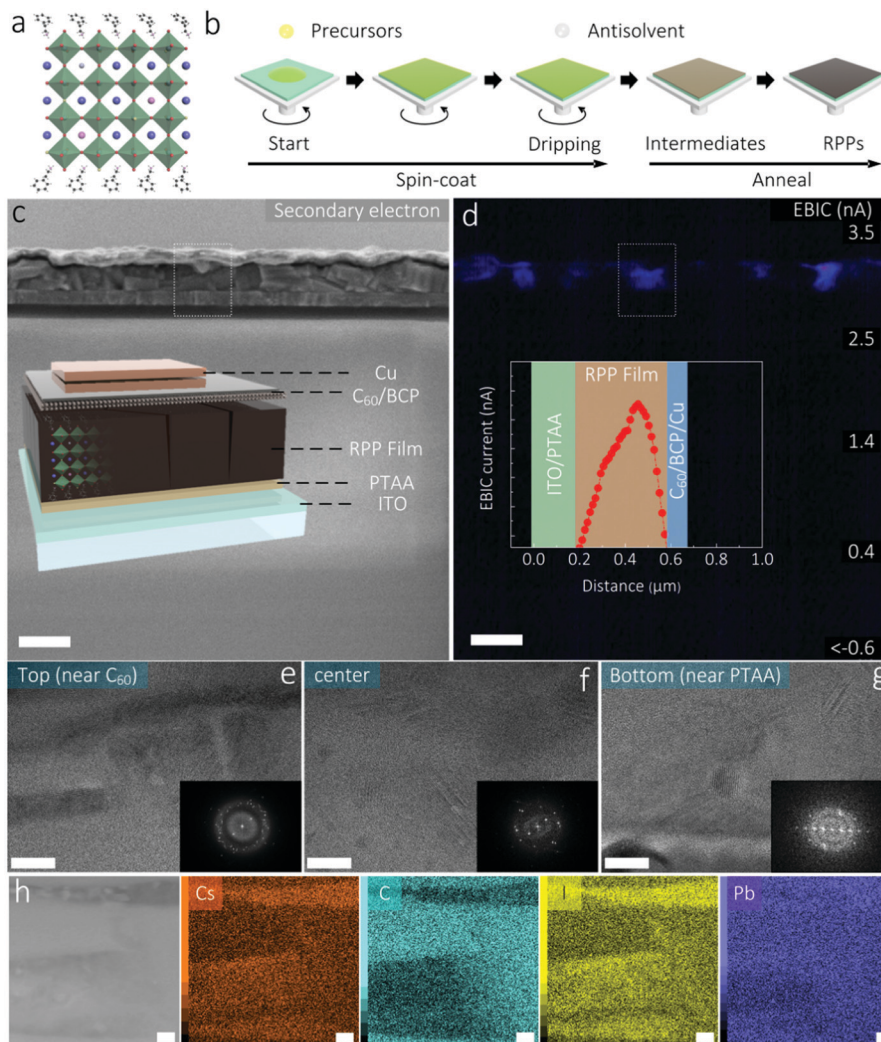 a
b
Precursors
Antisolvent
Start
Dripping
Intermediates
RPPs
Spin-coat
Anneal
c
Secondary electron
Cu
C₆₀/BCP
RPP Film
PTAA
ITO
d
EBIC (nA)
3.5
2.5
1.4
0.4
<-0.6
EBIC current (nA)
ITO/PTAA
RPP Film
C₆₀/BCP/Cu
0.0 0.2 0.4 0.6 0.8 1.0
Distance (μm)
Top (near C₆₀)
e
center
f
Bottom (near PTAA)
g
h
Cs
C
I
Pb